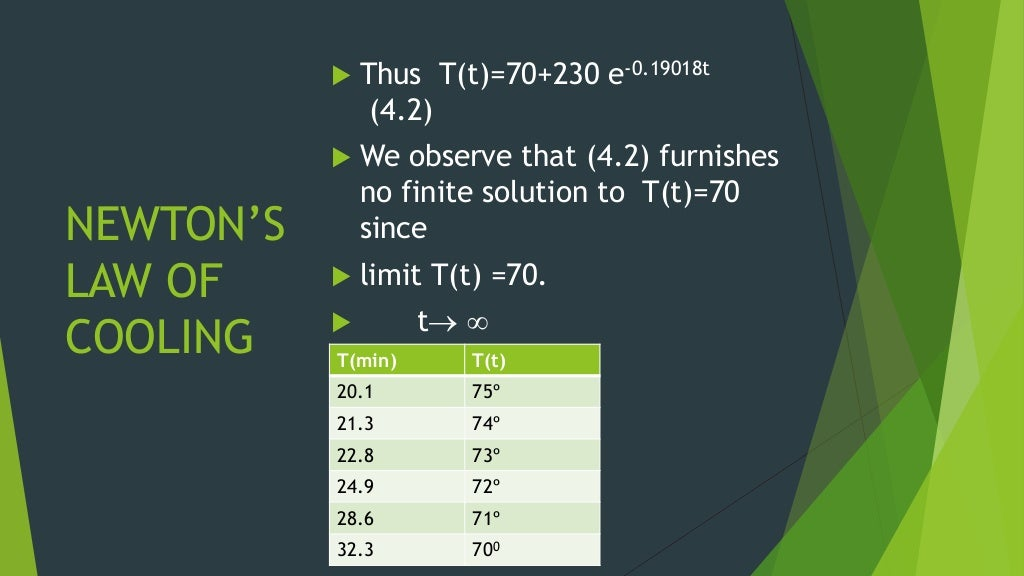 NEWTON’S
LAW OF
COOLING
▶ Thus T(t)=70+230 e⁻⁰·¹⁹⁰¹⁸ᵗ
(4.2)
▶ We observe that (4.2) furnishes
no finite solution to T(t)=70
since
▶ limit T(t) =70.
▶ t→ ∞
T(min) T(t)
20.1 75º
21.3 74º
22.8 73º
24.9 72º
28.6 71º
32.3 70⁰